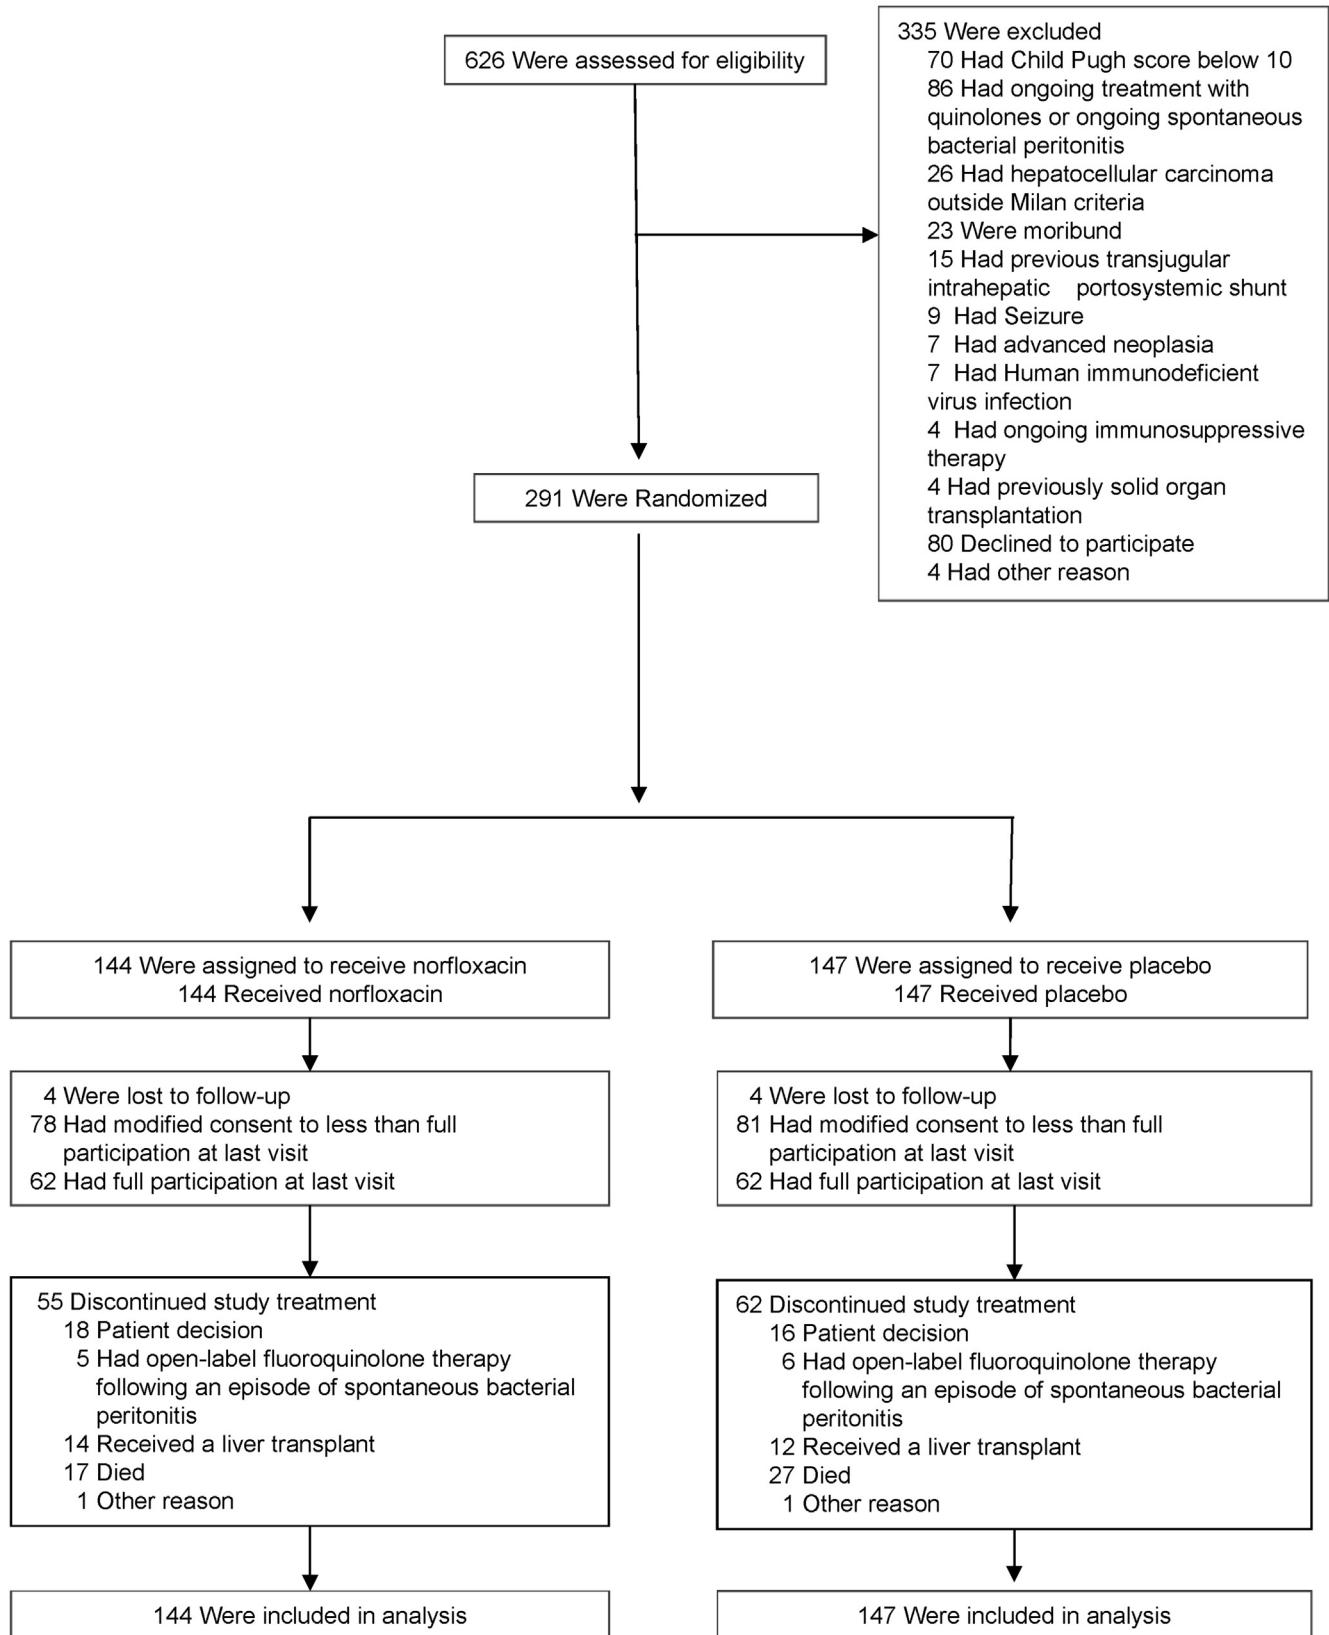 626 Were assessed for eligibility
335 Were excluded
70 Had Child Pugh score below 10
86 Had ongoing treatment with
quinolones or ongoing spontaneous
bacterial peritonitis
26 Had hepatocellular carcinoma
outside Milan criteria
23 Were moribund
15 Had previous transjugular
intrahepatic portosystemic shunt
9 Had Seizure
7 Had advanced neoplasia
7 Had Human immunodeficient
virus infection
4 Had ongoing immunosuppressive
therapy
4 Had previously solid organ
transplantation
80 Declined to participate
4 Had other reason
291 Were Randomized
144 Were assigned to receive norfloxacin
144 Received norfloxacin
4 Were lost to follow-up
78 Had modified consent to less than full
participation at last visit
62 Had full participation at last visit
55 Discontinued study treatment
18 Patient decision
5 Had open-label fluoroquinolone therapy
following an episode of spontaneous bacterial
peritonitis
14 Received a liver transplant
17 Died
1 Other reason
144 Were included in analysis
147 Were assigned to receive placebo
147 Received placebo
4 Were lost to follow-up
81 Had modified consent to less than full
participation at last visit
62 Had full participation at last visit
62 Discontinued study treatment
16 Patient decision
6 Had open-label fluoroquinolone therapy
following an episode of spontaneous bacterial
peritonitis
12 Received a liver transplant
27 Died
1 Other reason
147 Were included in analysis